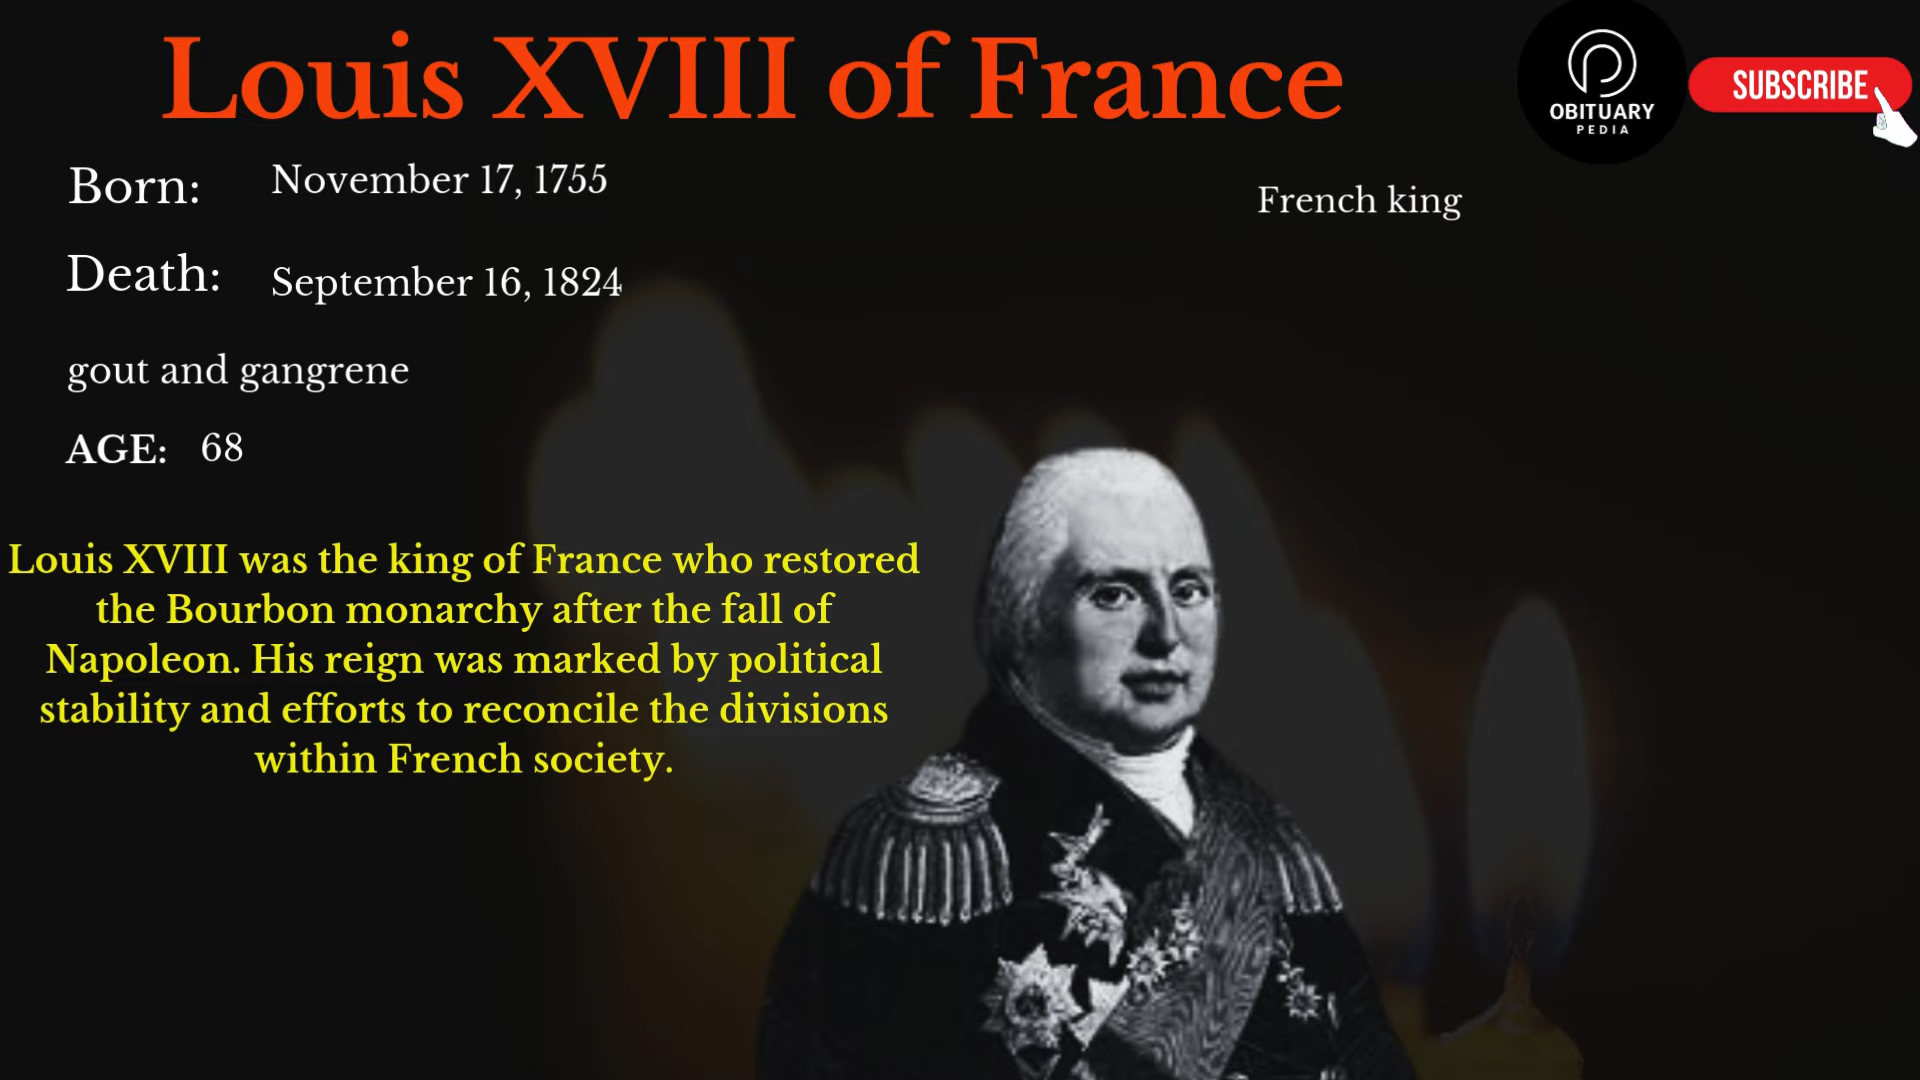 Louis XVIII of France
OBITUARY
PEDIA
SUBSCRIBE
Born: November 17, 1755
French king
Death: September 16, 1824
gout and gangrene
AGE: 68
Louis XVIII was the king of France who restored
the Bourbon monarchy after the fall of
Napoleon. His reign was marked by political
stability and efforts to reconcile the divisions
within French society.